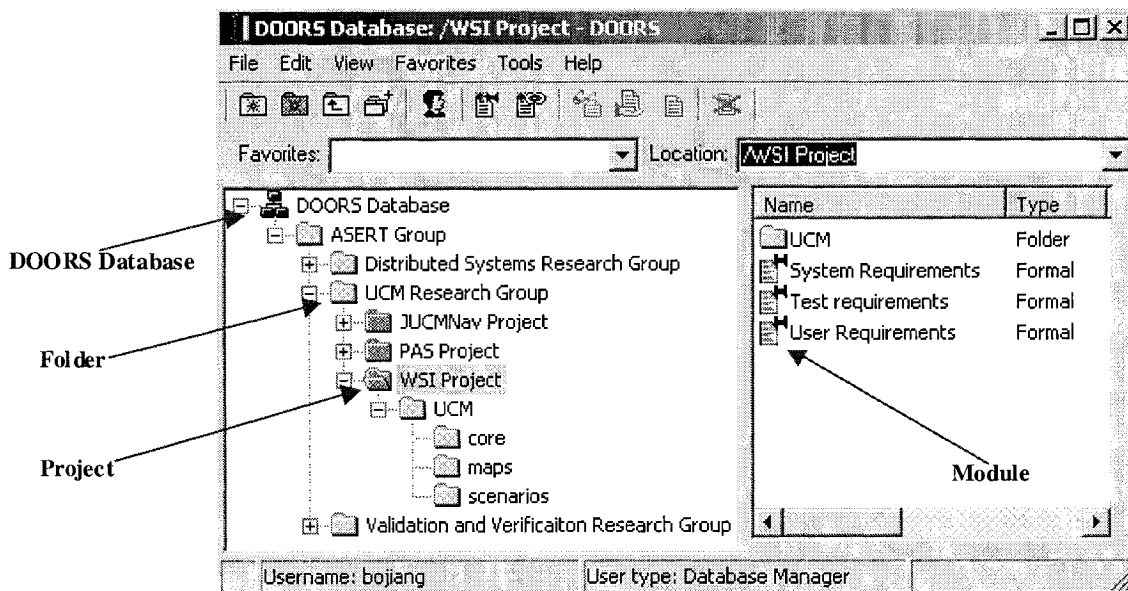 DOORS Database: /WSI Project - DOORS
File Edit View Favorites Tools Help
Favorites: Location: /WSI Project
DOORS Database
ASERT Group
Distributed Systems Research Group
UCM Research Group
JUCMNav Project
PAS Project
WSI Project
UCM
core
maps
scenarios
Validation and Verificaiton Research Group
Name Type
UCM Folder
System Requirements Formal
Test requirements Formal
User Requirements Formal
DOORS Database
Folder
Project
Module
Username: bojiang User type: Database Manager